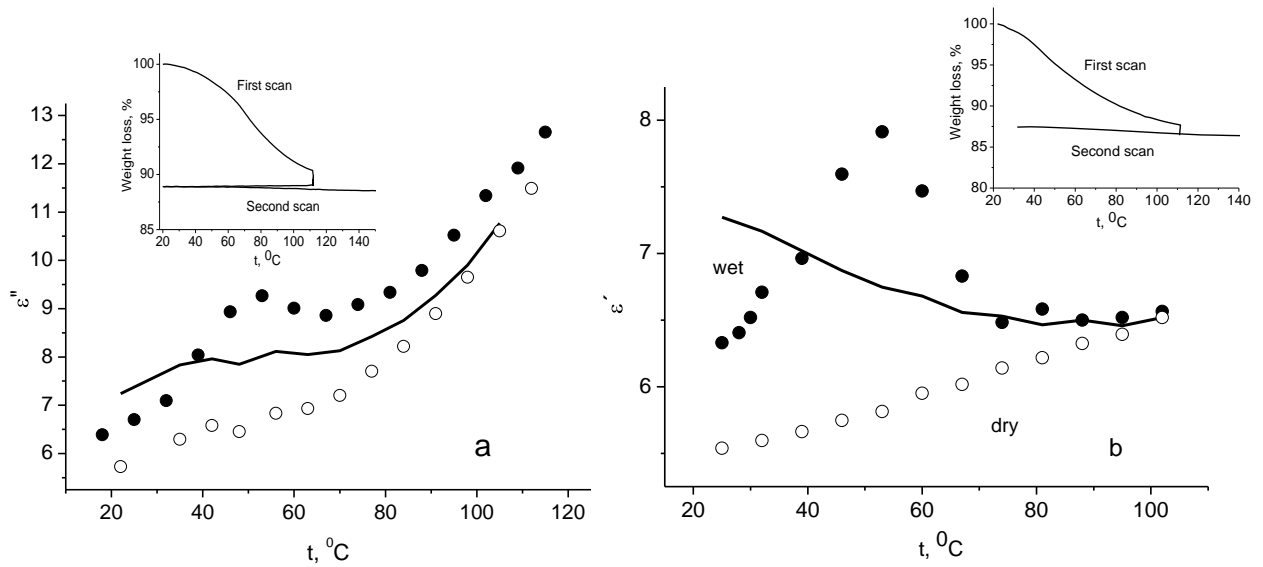 100
First scan
95
Weight loss, %
90
Second scan
85
20 40 60 80 100 120 140
t, ⁰C
13
12
11
10
9
8
7
6
ε"
a
20 40 60 80 100 120
t, ⁰C
100
First scan
95
Weight loss, %
90
85
Second scan
80
20 40 60 80 100 120 140
t, ⁰C
8
7
6
ε´
wet
dry
b
20 40 60 80 100
t, ⁰C